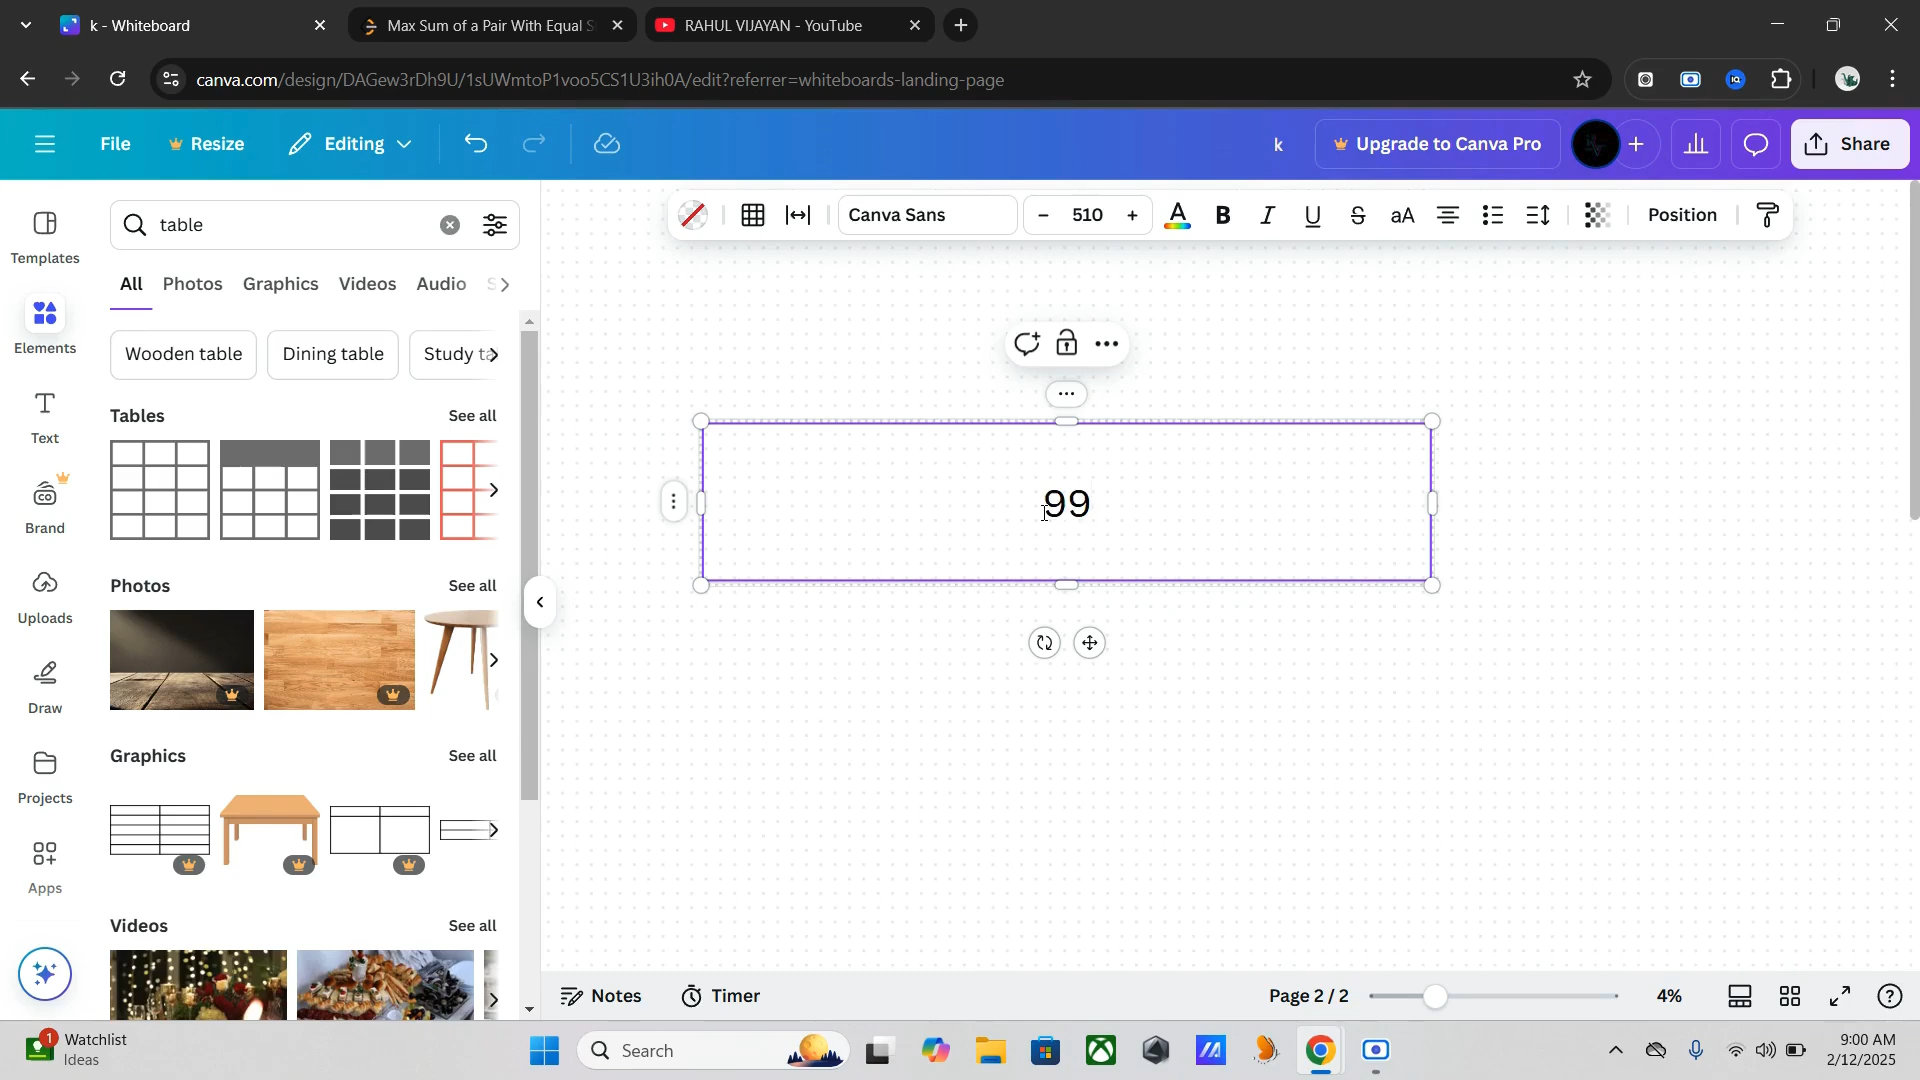 k - Whiteboard
Max Sum of a Pair With Equal S
RAHUL VIJAYAN - YouTube
canva.com/design/DAGew3rDh9U/1sUWmtoP1voo5CS1U3ih0A/edit?referrer=whiteboards-landing-page
File
Resize
Editing
k
Upgrade to Canva Pro
Share
Templates
Elements
Text
Brand
Uploads
Draw
Projects
Apps
table
All Photos Graphics Videos Audio S
Wooden table
Dining table
Study ta
Tables
See all
Photos
See all
Graphics
See all
Videos
See all
Canva Sans
- 510 +
Position
99
Notes
Timer
Page 2 / 2
4%
1
Watchlist
Ideas
Search
9:00 AM
2/12/2025